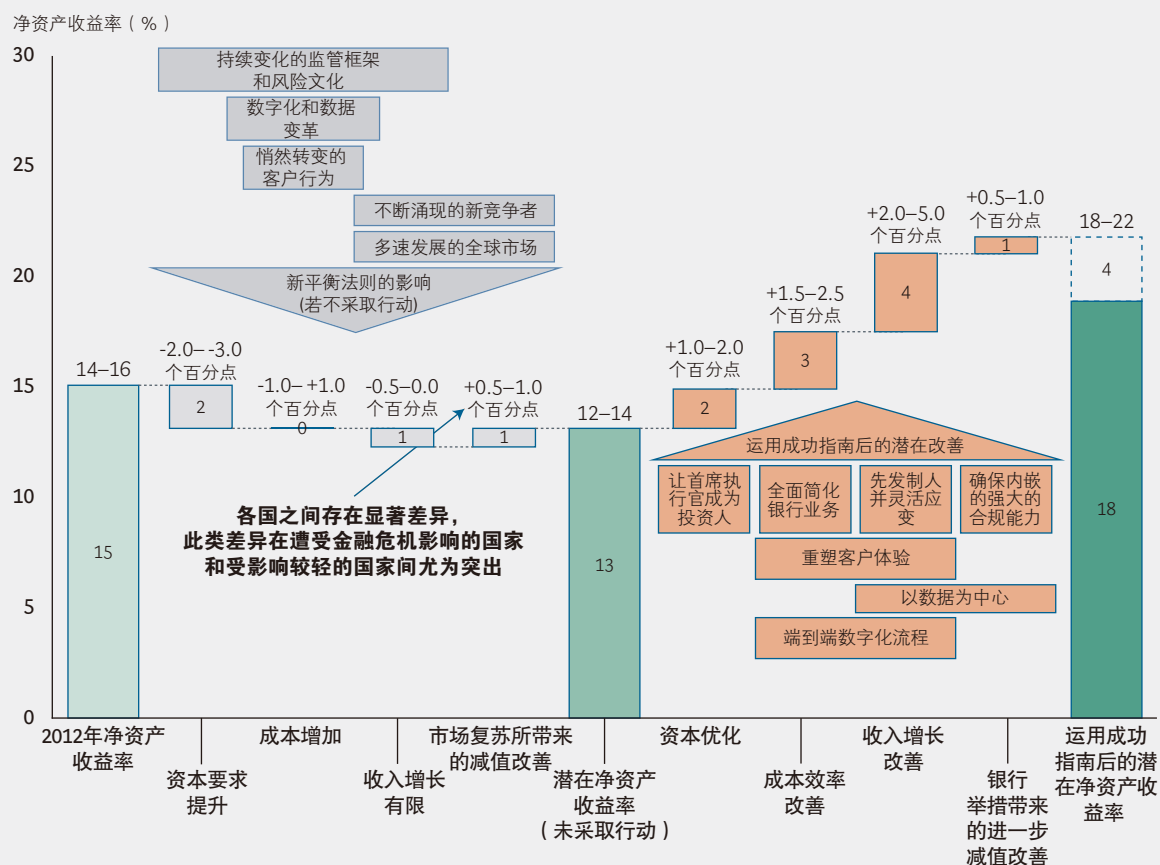 净资产收益率（%）
30
25
20
15
10
5
0
持续变化的监管框架
和风险文化
数字化和数据
变革
悄然转变的
客户行为
不断涌现的新竞争者
多速发展的全球市场
新平衡法则的影响
(若不采取行动)
14–16
15
-2.0– -3.0
个百分点
2
-1.0– +1.0
个百分点
0
-0.5–0.0
个百分点
1
+0.5–1.0
个百分点
1
12–14
13
+1.0–2.0
个百分点
2
+1.5–2.5
个百分点
3
+2.0–5.0
个百分点
4
+0.5–1.0
个百分点
1
18–22
4
18
各国之间存在显著差异，
此类差异在遭受金融危机影响的国家
和受影响较轻的国家间尤为突出
运用成功指南后的潜在改善
让首席执
行官成为
投资人
全面简化
银行业务
先发制人
并灵活应
变
确保内嵌
的强大的
合规能力
重塑客户体验
以数据为中心
端到端数字化流程
2012年净资产
收益率
资本要求
提升
成本增加
收入增长
有限
市场复苏所带来
的减值改善
潜在净资产
收益率
（未采取行动）
资本优化
成本效率
改善
收入增长
改善
银行
举措带来
的进一步
减值改善
运用成功
指南后的潜
在净资产收
益率